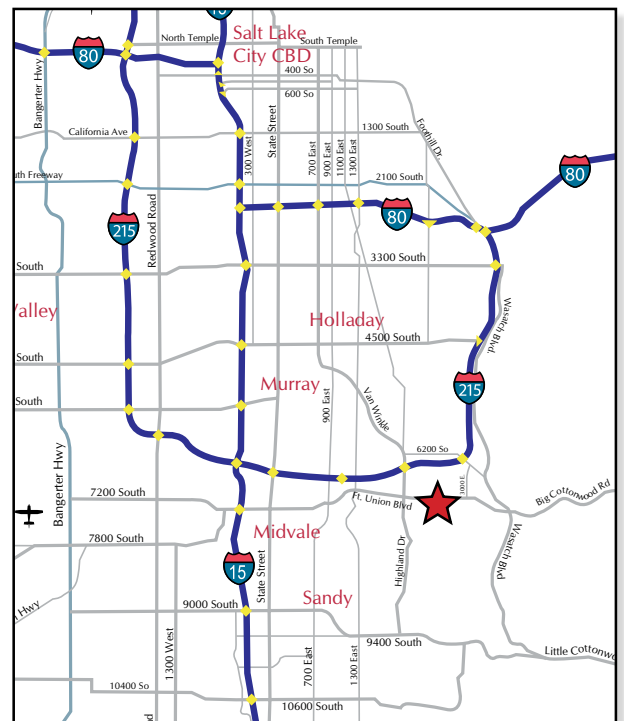 15
North Temple
Salt Lake
City CBD
South Temple
80
400 So
600 So
Bangerter Hwy
California Ave
1300 South
Foothill Dr.
State Street
300 West
700 East
900 East
1100 East
1300 East
uth Freeway
2100 South
80
80
215
Redwood Road
South
3300 South
Valley
Holladay
4500 South
Wasatch Blvd.
South
Murray
215
South
900 East
Van Winkle
6200 So
3000 E.
Bangerter Hwy
7200 South
Ft. Union Blvd
Big Cottonwood Rd
Midvale
7800 South
Highland Dr
Wasatch Blvd
15
State Street
Sandy
9000 South
Hwy
1300 West
9400 South
700 East
1300 East
Little Cottonwo
10400 So
10600 South